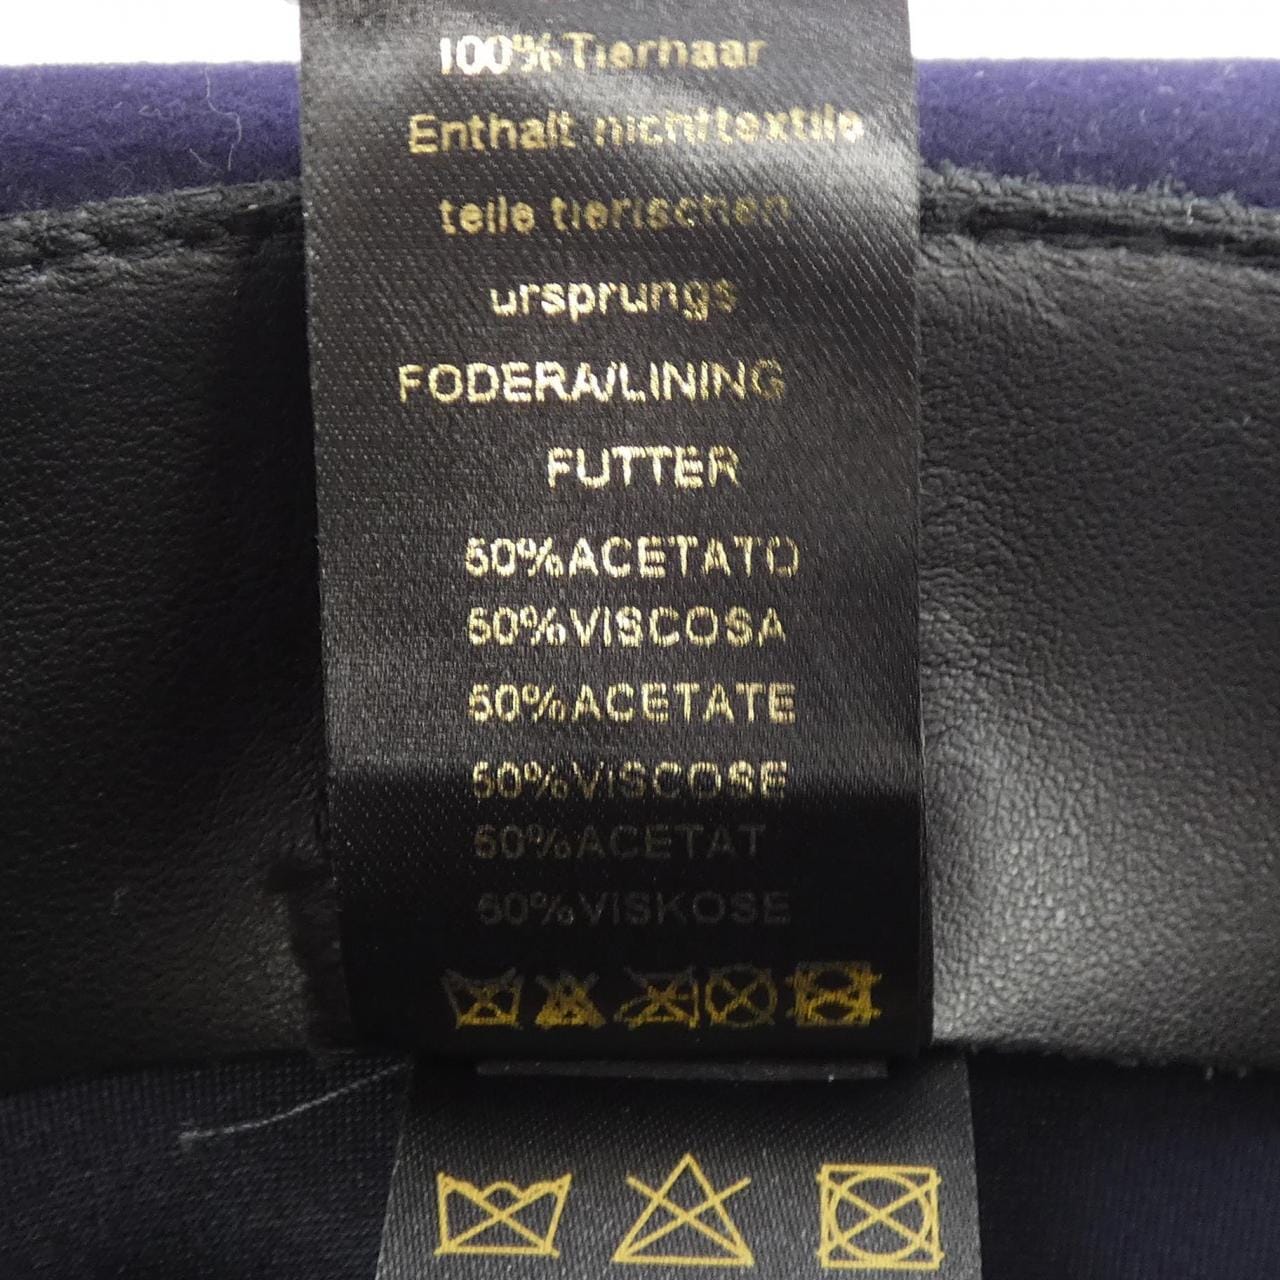 100%Tierhaar
Enthalt nichttextile
teile tierischen
ursprungs
FODERA/LINING
FUTTER
50%ACETATO
50%VISCOSA
50%ACETATE
50%VISCOSE
50%ACETAT
50%VISKOSE